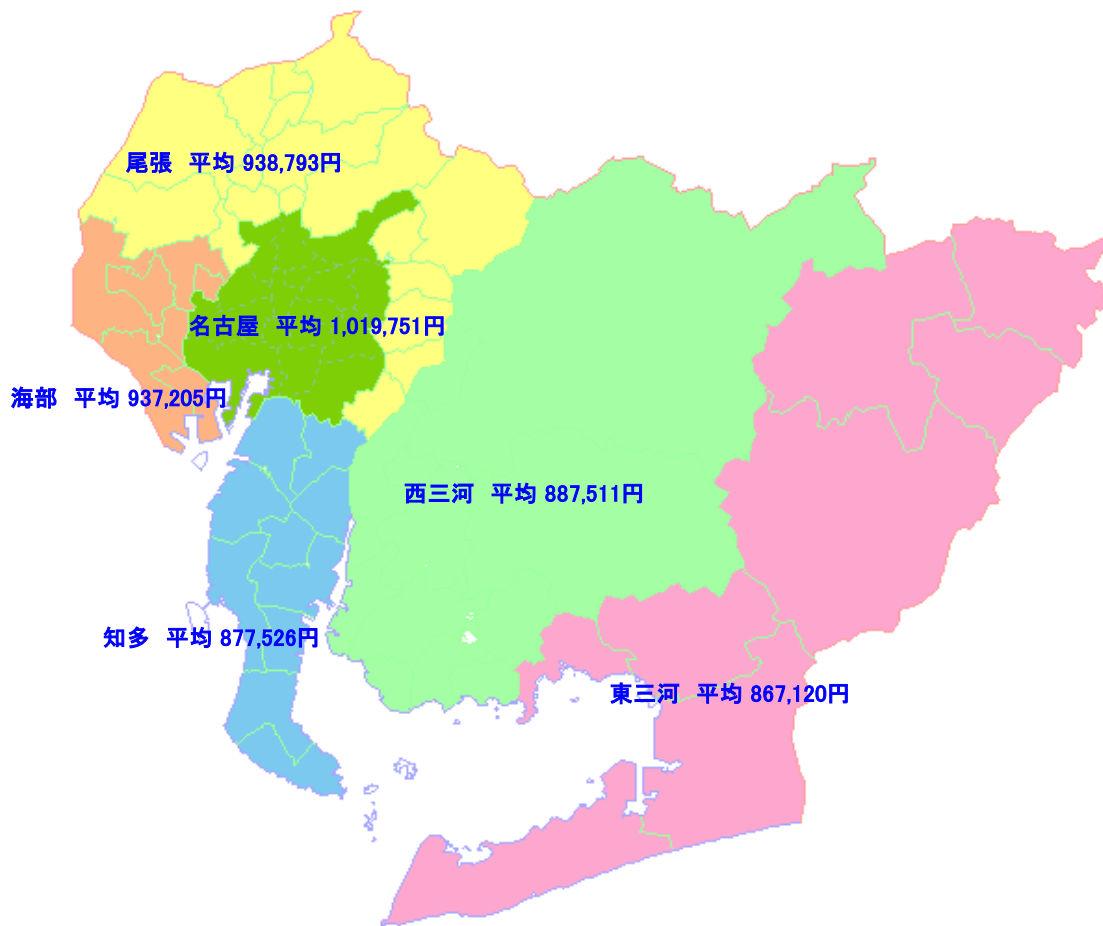 尾張　平均 938,793円
名古屋　平均 1,019,751円
海部　平均 937,205円
西三河　平均 887,511円
知多　平均 877,526円
東三河　平均 867,120円